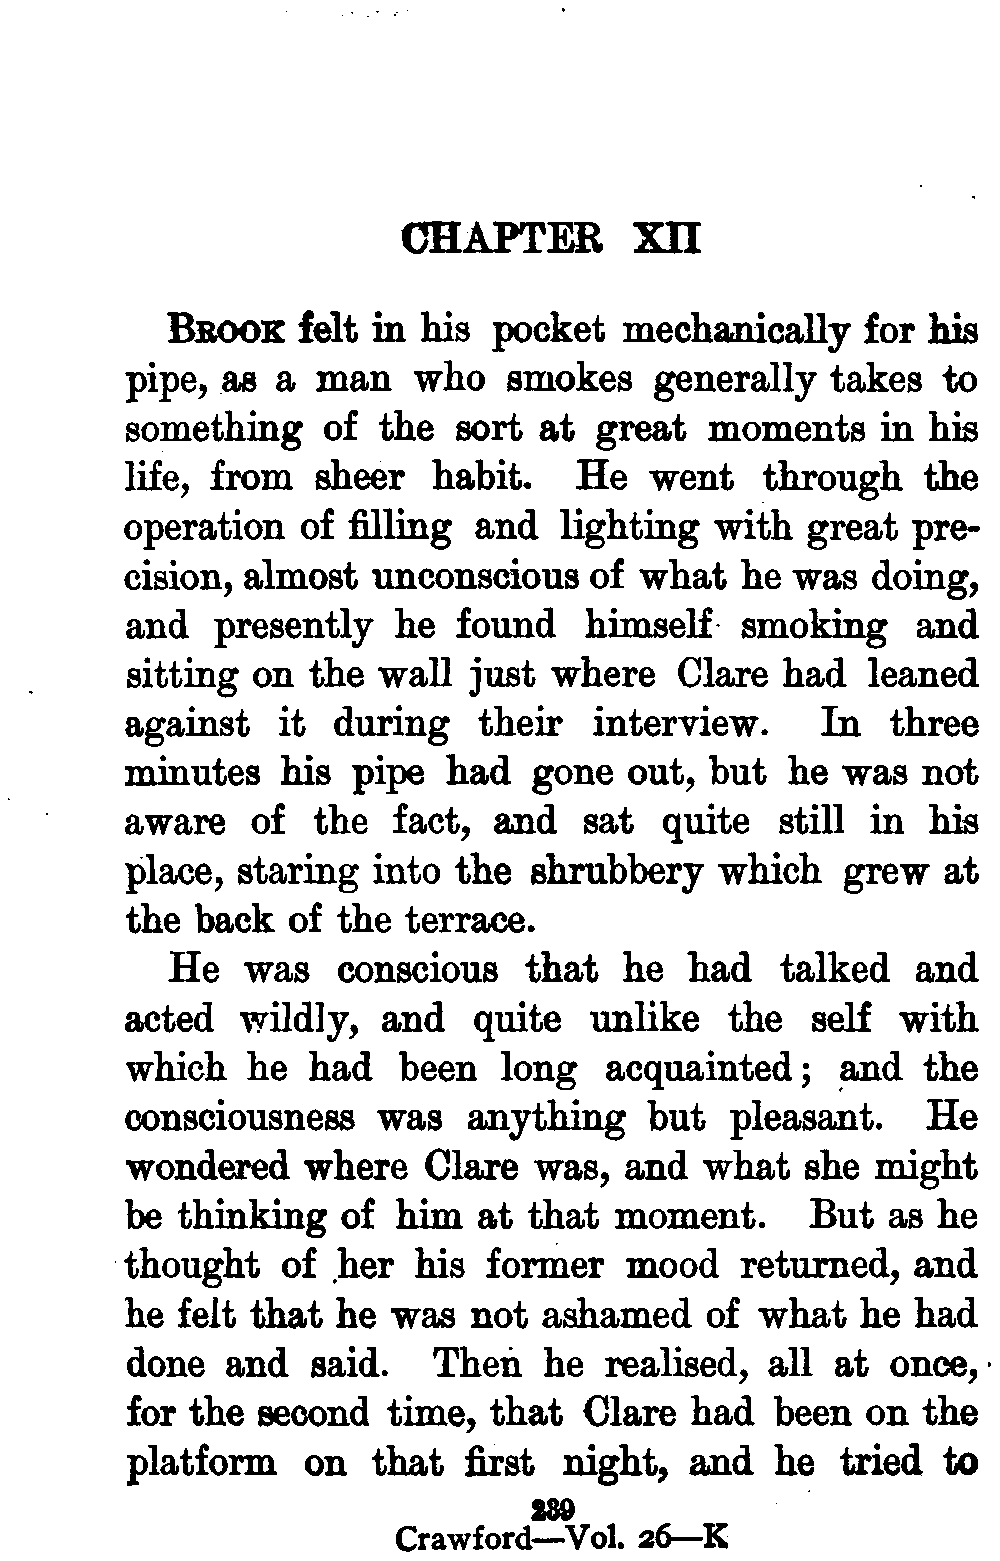 CHAPTER XII
BROOK felt in his pocket mechanically for his
pipe, as a man who smokes generally takes to
something of the sort at great moments in his
life, from sheer habit. He went through the
operation of filling and lighting with great pre-
cision, almost unconscious of what he was doing,
and presently he found himself smoking and
sitting on the wall just where Clare had leaned
against it during their interview. In three
minutes his pipe had gone out, but he was not
aware of the fact, and sat quite still in his
place, staring into the shrubbery which grew at
the back of the terrace.
He was conscious that he had talked and
acted wildly, and quite unlike the self with
which he had been long acquainted; and the
consciousness was anything but pleasant. He
wondered where Clare was, and what she might
be thinking of him at that moment. But as he
thought of her his former mood returned, and
he felt that he was not ashamed of what he had
done and said. Then he realised, all at once,
for the second time, that Clare had been on the
platform on that first night, and he tried to
239
Crawford—Vol. 26—K